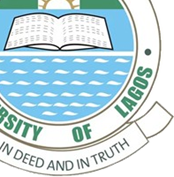 RSITY OF LAGOS
IN DEED AND IN TRUTH